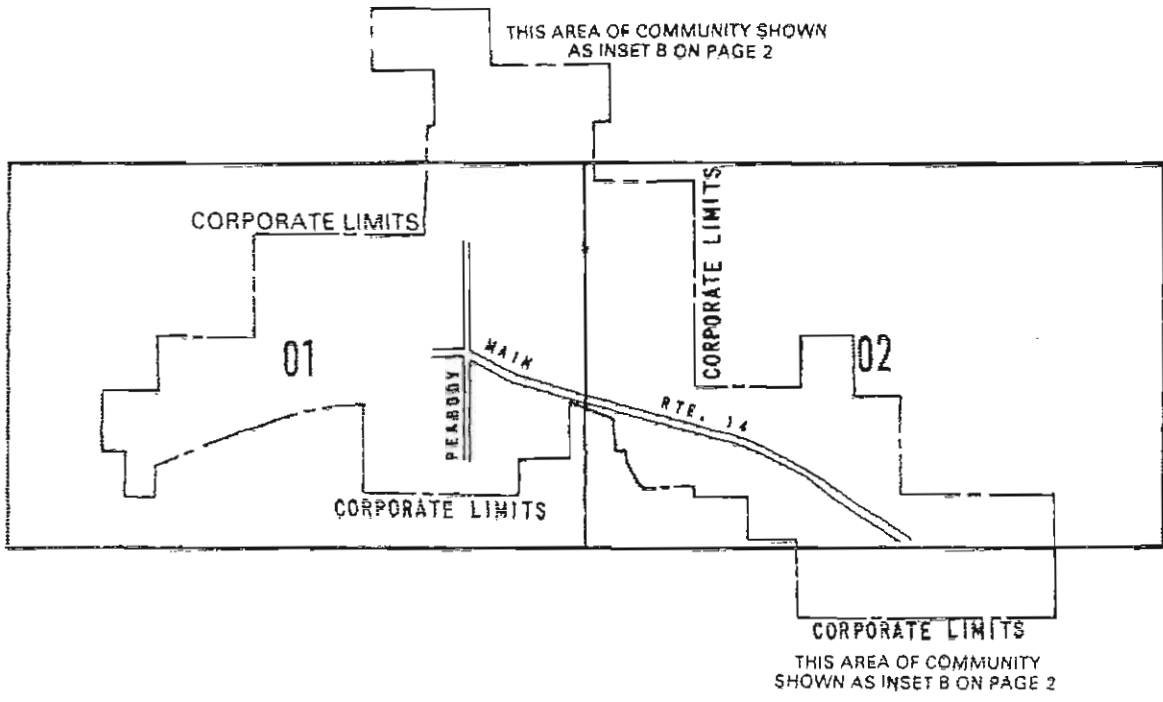 THIS AREA OF COMMUNITY SHOWN
AS INSET B ON PAGE 2
CORPORATE LIMITS
CORPORATE LIMITS
01
MAIN
02
PEABODY
RTE. 14
CORPORATE LIMITS
CORPORATE LIMITS
THIS AREA OF COMMUNITY
SHOWN AS INSET B ON PAGE 2